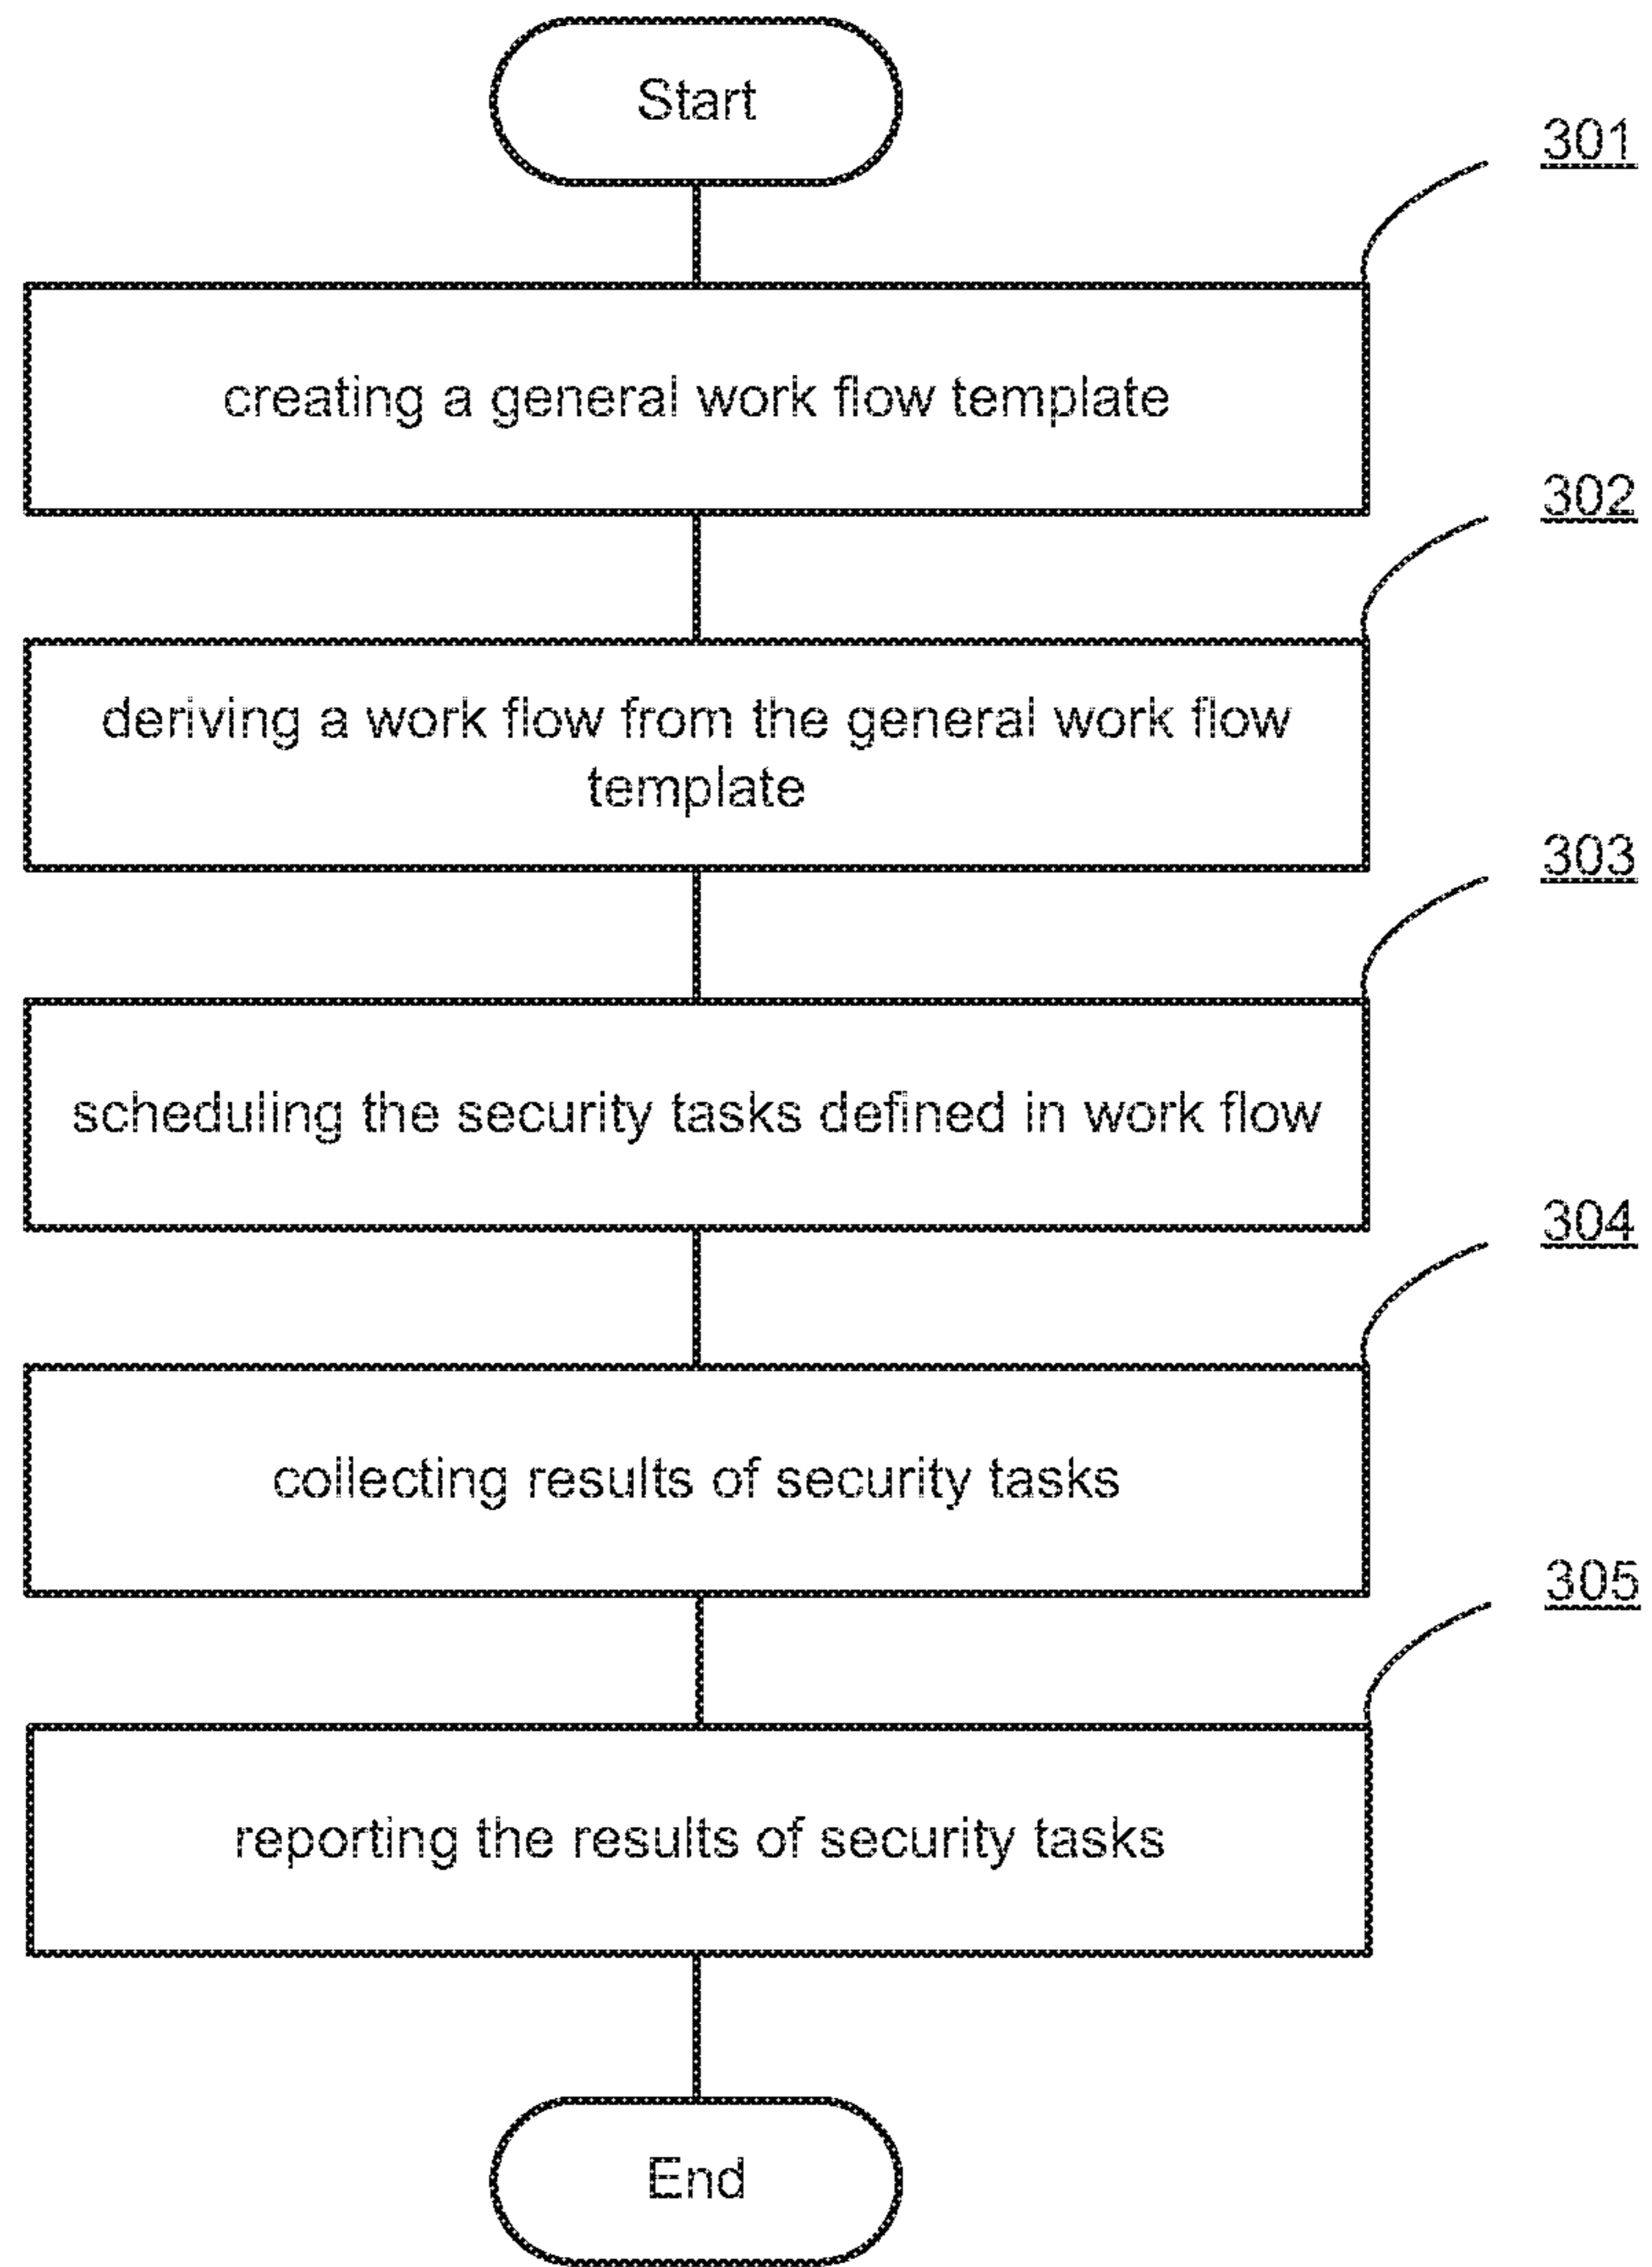 Start
301
creating a general work flow template
302
deriving a work flow from the general work flow
template
303
scheduling the security tasks defined in work flow
304
collecting results of security tasks
305
reporting the results of security tasks
End